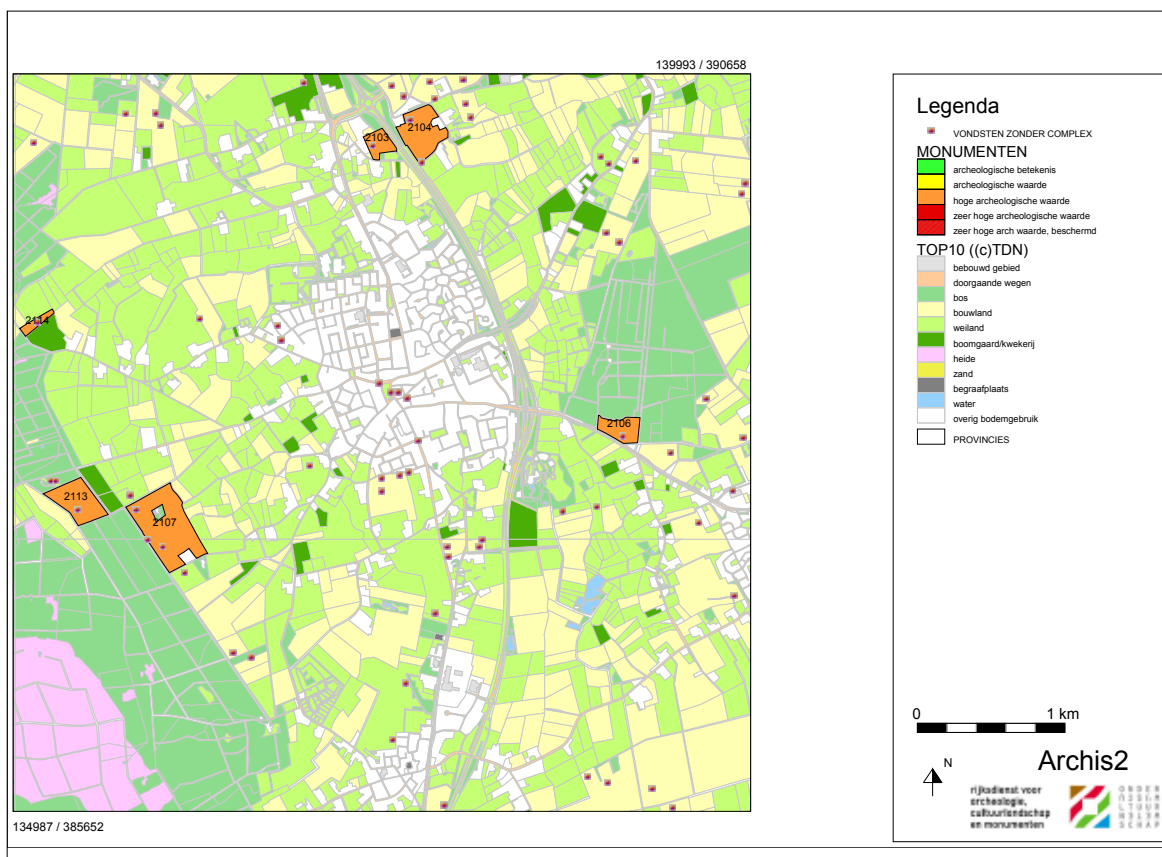 139993 / 390658
2104
2103
2114
2106
2113
2107
134987 / 385652
Legenda
VONDSTEN ZONDER COMPLEX
MONUMENTEN
archeologische betekenis
archeologische waarde
hoge archeologische waarde
zeer hoge archeologische waarde
zeer hoge arch waarde, beschermd
TOP10 ((c)TDN)
bebouwd gebied
doorgaande wegen
bos
bouwland
weiland
boomgaard/kwekerij
heide
zand
begraafplaats
water
overig bodemgebruik
PROVINCIES
0 1 km
N
Archis2
rijksdienst voor
archeologie,
cultuurlandschap
en monumenten